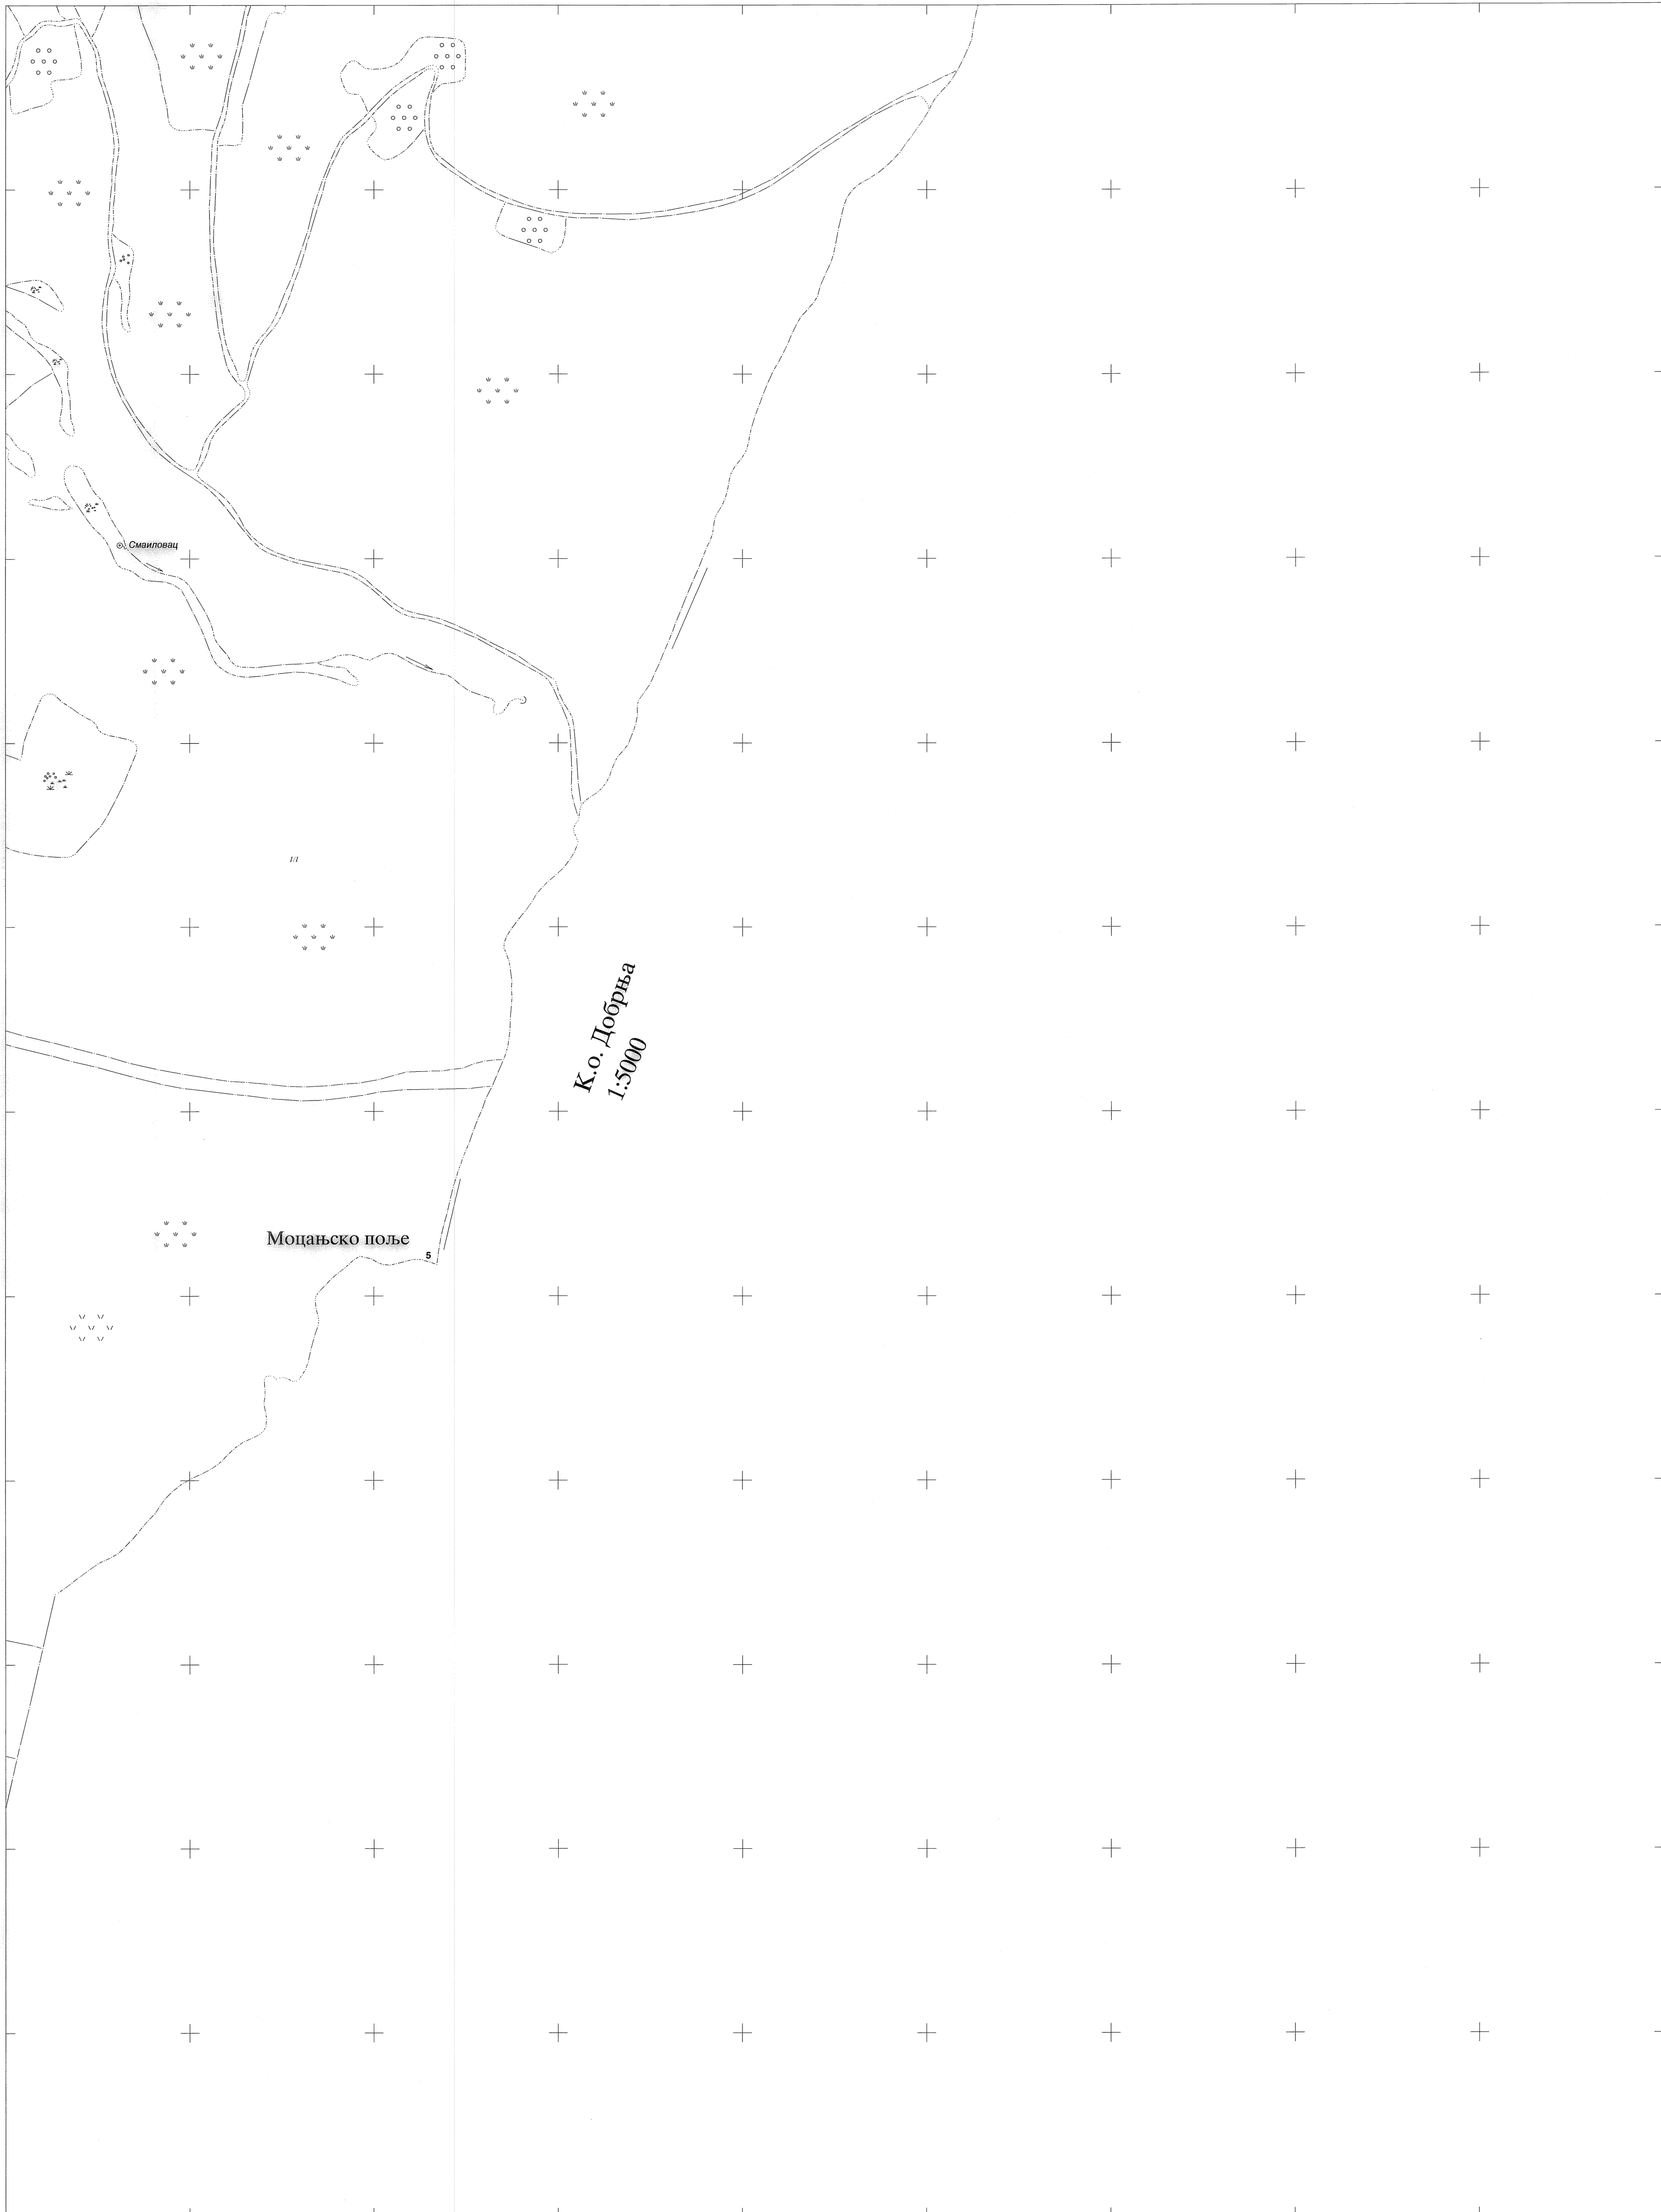 Смаиловац
1/1
К.о. Добрња
1:5000
Моцањско поље
5